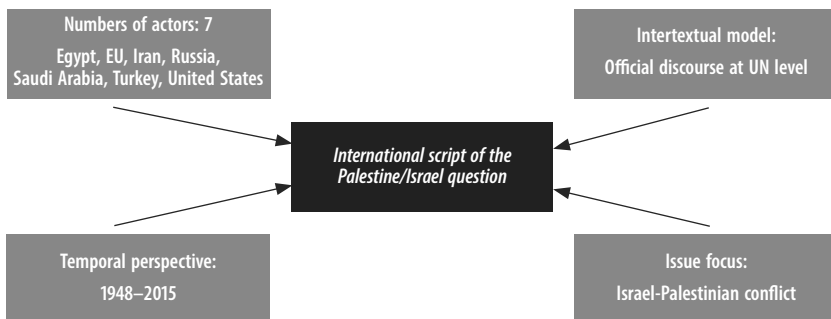 Numbers of actors: 7
Egypt, EU, Iran, Russia,
Saudi Arabia, Turkey, United States
Intertextual model:
Official discourse at UN level
International script of the
Palestine/Israel question
Temporal perspective:
1948–2015
Issue focus:
Israel-Palestinian conflict